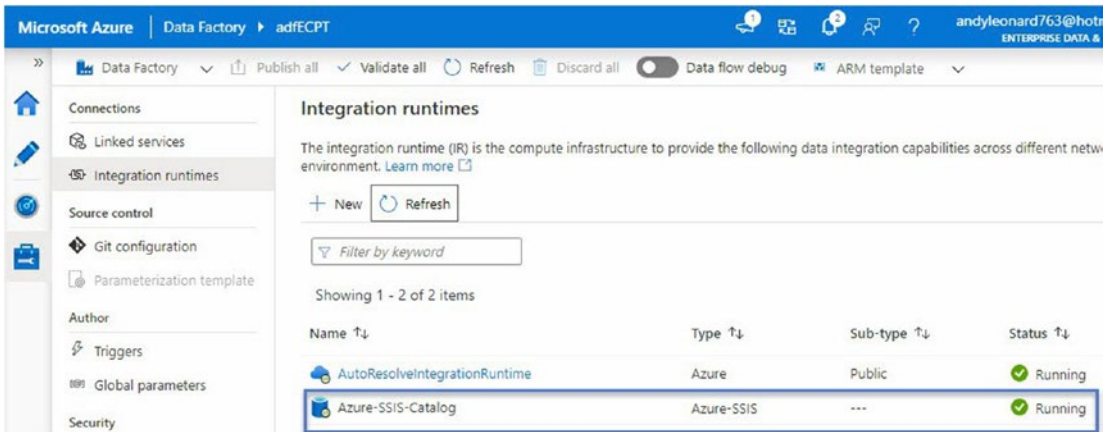 Microsoft Azure | Data Factory ▸ adfECPT
1
2
?
andyleonard763@hotm
ENTERPRISE DATA &
»
Data Factory
Publish all
Validate all
Refresh
Discard all
Data flow debug
ARM template
Connections
Linked services
Integration runtimes
Source control
Git configuration
Parameterization template
Author
Triggers
Global parameters
Security
Integration runtimes
The integration runtime (IR) is the compute infrastructure to provide the following data integration capabilities across different netw
environment. Learn more
+ New
Refresh
Filter by keyword
Showing 1 - 2 of 2 items
Name ↑↓ Type ↑↓ Sub-type ↑↓ Status ↑↓
AutoResolveIntegrationRuntime Azure Public Running
Azure-SSIS-Catalog Azure-SSIS --- Running